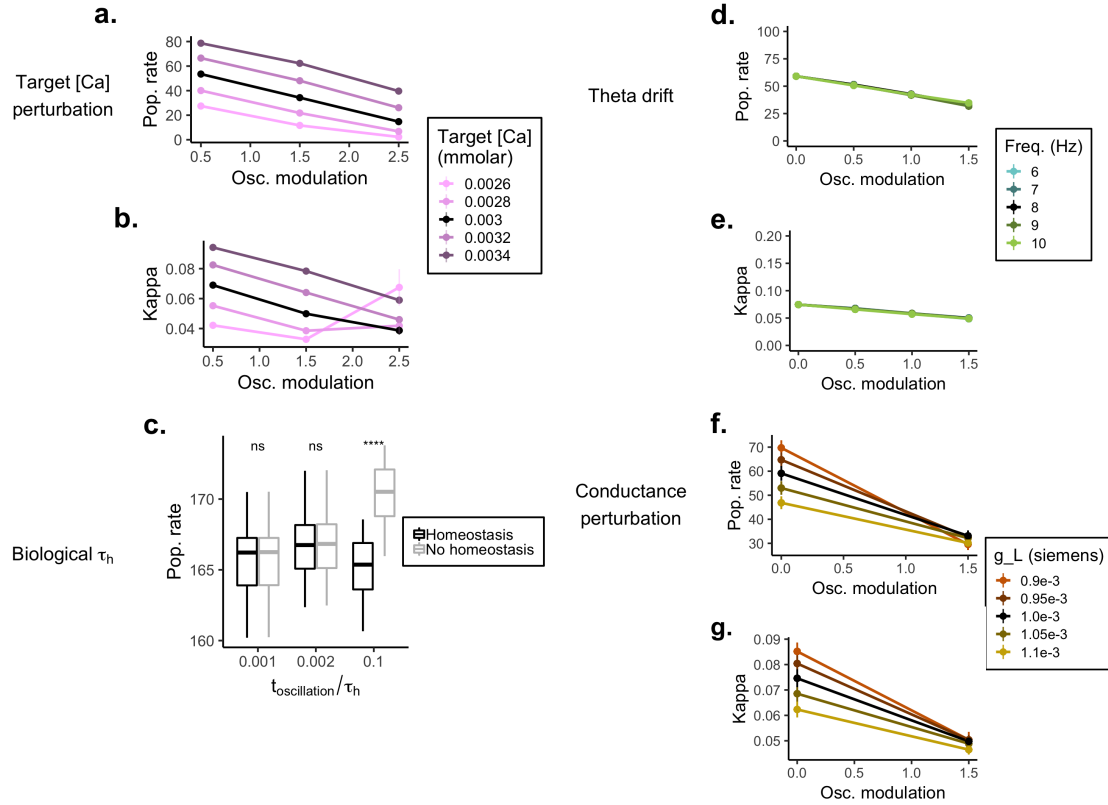 a.
Target [Ca]
perturbation
Pop. rate
80
60
40
20
0
0.5
1.0
1.5
2.0
2.5
Osc. modulation
Target [Ca]
(mmolar)
0.0026
0.0028
0.003
0.0032
0.0034
b.
Kappa
0.08
0.06
0.04
0.5
1.0
1.5
2.0
2.5
Osc. modulation
c.
Biological τh
Pop. rate
170
165
160
ns
ns
****
0.001
0.002
0.1
toscillation/τh
Homeostasis
No homeostasis
d.
Theta drift
Pop. rate
100
75
50
25
0
0.0
0.5
1.0
1.5
Osc. modulation
Freq. (Hz)
6
7
8
9
10
e.
Kappa
0.20
0.15
0.10
0.05
0.00
0.0
0.5
1.0
1.5
Osc. modulation
f.
Conductance
perturbation
Pop. rate
70
60
50
40
30
0.0
0.5
1.0
1.5
Osc. modulation
g_L (siemens)
0.9e-3
0.95e-3
1.0e-3
1.05e-3
1.1e-3
g.
Kappa
0.09
0.08
0.07
0.06
0.05
0.0
0.5
1.0
1.5
Osc. modulation